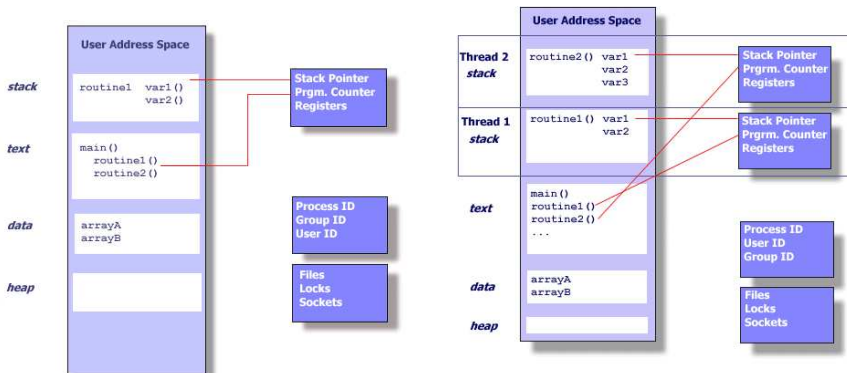 User Address Space
stack
routine1 var1()
var2()
Stack Pointer
Prgrm. Counter
Registers
text
main()
routine1()
routine2()
Process ID
Group ID
User ID
data
arrayA
arrayB
Files
Locks
Sockets
heap
User Address Space
Thread 2
stack
routine2() var1
var2
var3
Stack Pointer
Prgrm. Counter
Registers
Thread 1
stack
routine1() var1
var2
Stack Pointer
Prgrm. Counter
Registers
text
main()
routine1()
routine2()
...
Process ID
User ID
Group ID
data
arrayA
arrayB
Files
Locks
Sockets
heap